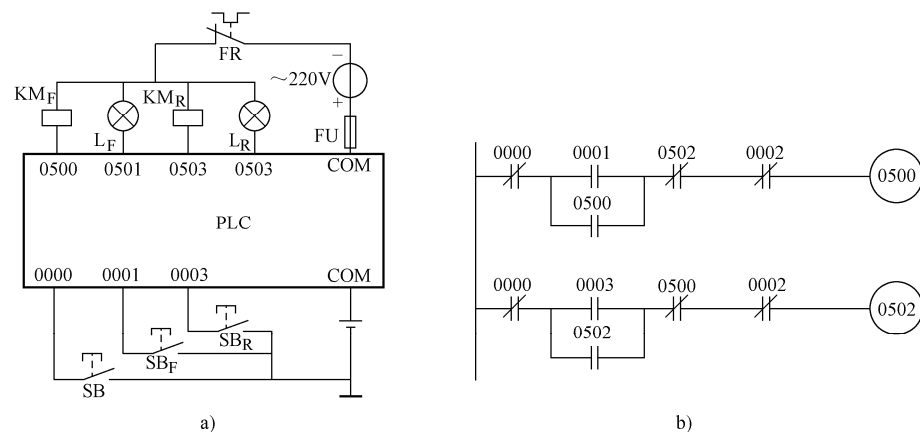 FR
−
~220V
+
KMF
LF
KMR
LR
FU
0500 0501 0503 0503 COM
PLC
0000 0001 0003 COM
SBR
SBF
SB
a)
0000 0001 0502 0002
0500
0500
0000 0003 0500 0002
0502
0502
b)